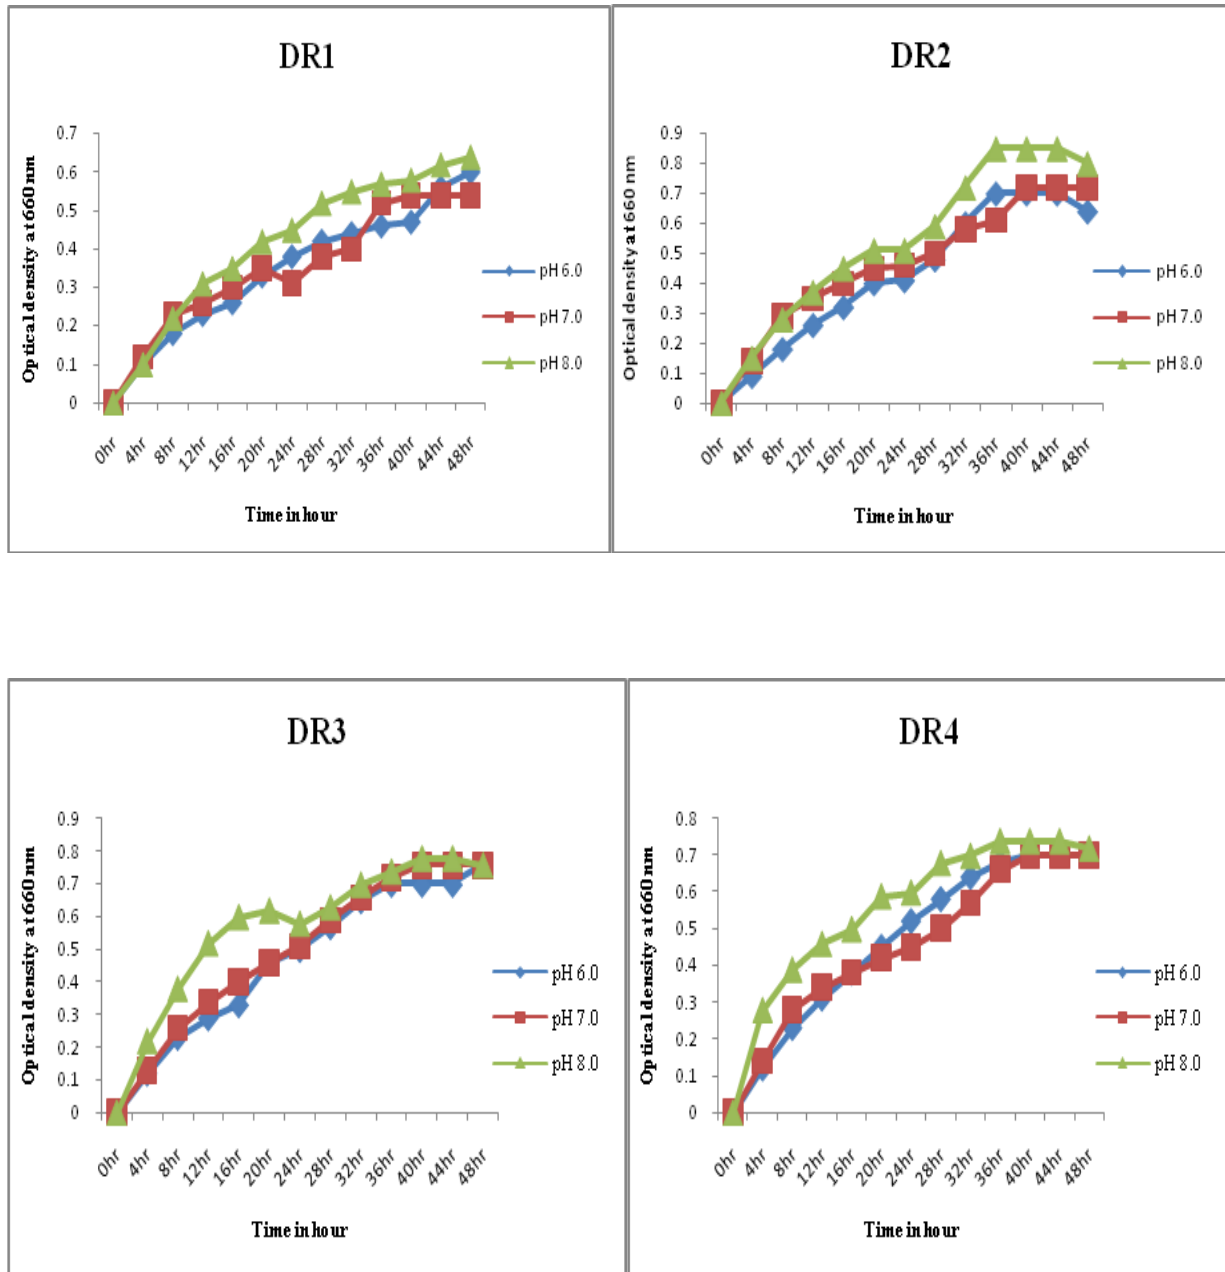 DR1
Optical density at 660 nm
0.7
0.6
0.5
0.4
0.3
0.2
0.1
0
0hr
4hr
8hr
12hr
16hr
20hr
24hr
28hr
32hr
36hr
40hr
44hr
48hr
Time in hour
pH 6.0
pH 7.0
pH 8.0
DR2
Optical density at 660 nm
0.9
0.8
0.7
0.6
0.5
0.4
0.3
0.2
0.1
0
0hr
4hr
8hr
12hr
16hr
20hr
24hr
28hr
32hr
36hr
40hr
44hr
48hr
Time in hour
pH 6.0
pH 7.0
pH 8.0
DR3
Optical density at 660 nm
0.9
0.8
0.7
0.6
0.5
0.4
0.3
0.2
0.1
0
0hr
4hr
8hr
12hr
16hr
20hr
24hr
28hr
32hr
36hr
40hr
44hr
48hr
Time in hour
pH 6.0
pH 7.0
pH 8.0
DR4
Optical density at 660 nm
0.8
0.7
0.6
0.5
0.4
0.3
0.2
0.1
0
0hr
4hr
8hr
12hr
16hr
20hr
24hr
28hr
32hr
36hr
40hr
44hr
48hr
Time in hour
pH 6.0
pH 7.0
pH 8.0